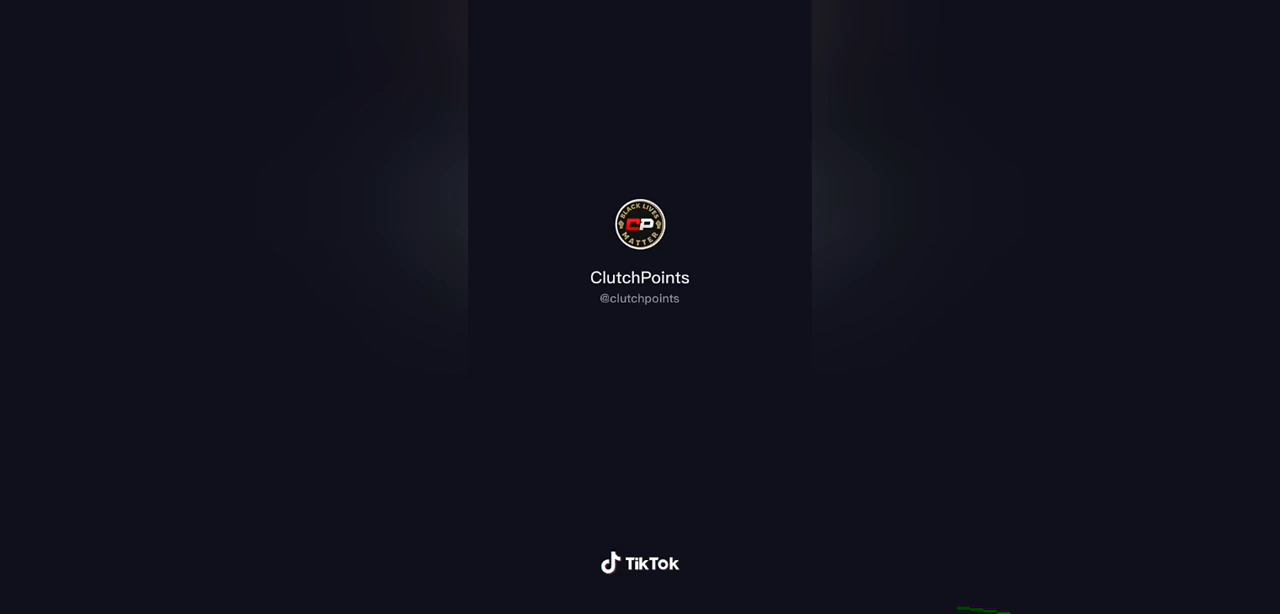 BLACK LIVES
CP
MATTER
ClutchPoints
@clutchpoints
TikTok